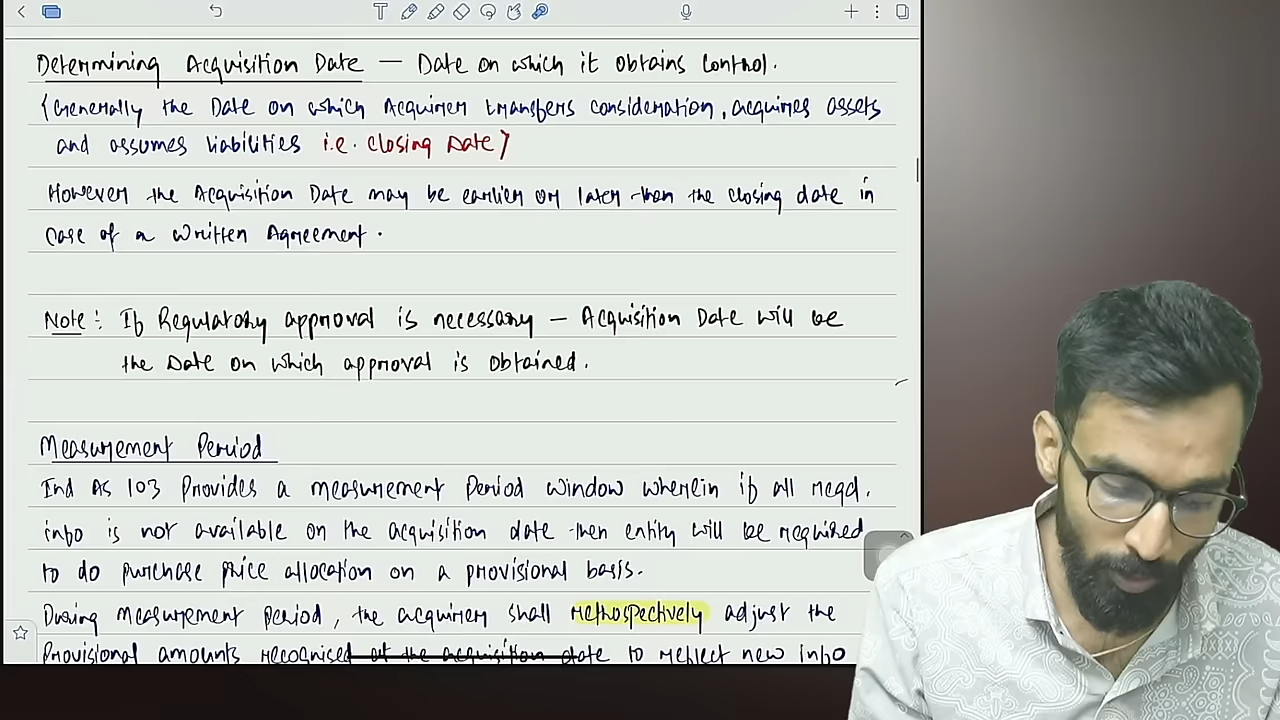 Determining Acquisition Date — Date on which it obtains control.
{Generally the Date on which Acquirer transfers consideration, acquires assets
and assumes liabilities i.e. closing Date}
However the Acquisition Date may be earlier or later than the closing date in
case of a written Agreement.
Note: If Regulatory approval is necessary — Acquisition Date will be
the Date on which approval is obtained.
Measurement Period
Ind As 103 Provides a measurement Period window wherein if all reqd.
info is not available on the acquisition date then entity will be required
to do purchase price allocation on a provisional basis.
During measurement period, the acquirer shall retrospectively adjust the
Provisional amounts recognised at the acquisition date to reflect new info